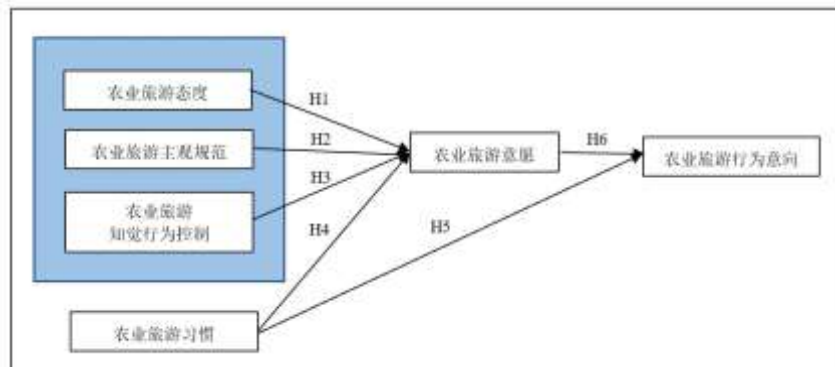 农业旅游态度
H1
农业旅游主观规范
H2
农业旅游意愿
H6
农业旅游行为意向
农业旅游
知觉行为控制
H3
H4
H5
农业旅游习惯